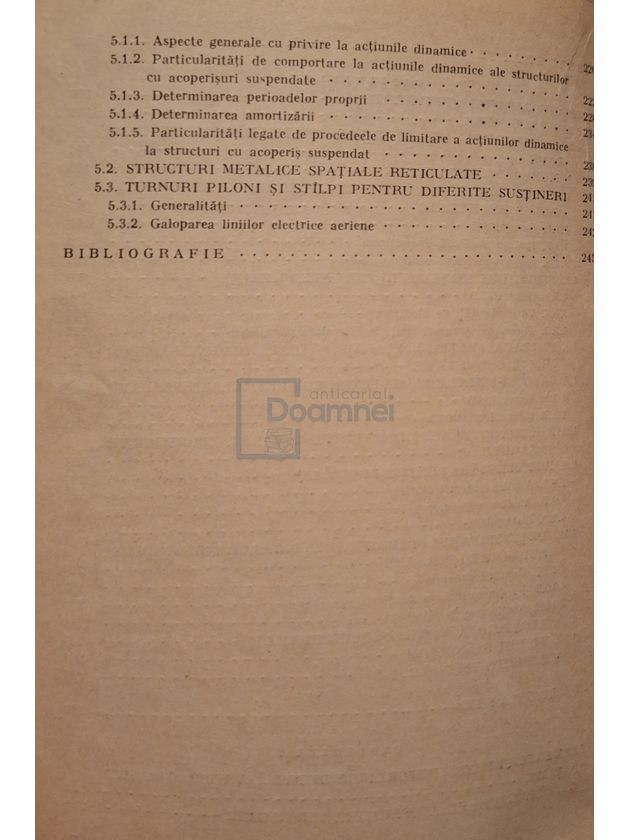 5.1.1. Aspecte generale cu privire la acțiunile dinamice
5.1.2. Particularități de comportare la acțiunile dinamice ale structurilor
cu acoperișuri suspendate
5.1.3. Determinarea perioadelor proprii
5.1.4. Determinarea amortizării
5.1.5. Particularități legate de procedeele de limitare a acțiunilor dinamice
la structuri cu acoperiș suspendat
5.2. STRUCTURI METALICE SPAȚIALE RETICULATE
5.3. TURNURI PILONI ȘI STÎLPI PENTRU DIFERITE SUSȚINERI
5.3.1. Generalități
5.3.2. Galoparea liniilor electrice aeriene
BIBLIOGRAFIE 245
anticariat
Doamnei